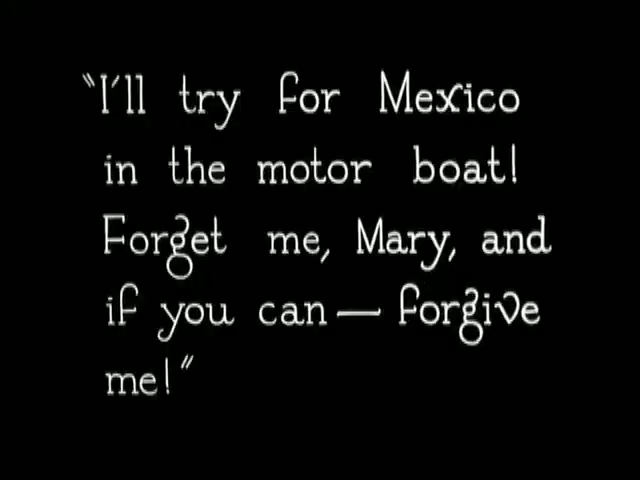 "I'll try for Mexico
in the motor boat!
Forget me, Mary, and
if you can — forgive
me!"